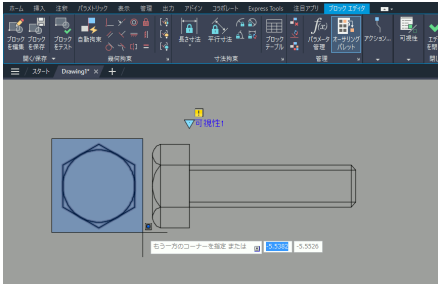 ホーム 挿入 注釈 パラメトリック 表示 管理 出力 アドイン コラボレート Express Tools 注目アプリ ブロック エディタ
ブロックを編集 ブロックを保存 ブロックをテスト 自動拘束 長さ寸法 平行寸法 ブロックテーブル パラメータ管理 オーサリングパレット アクション... 可視性
開く/保存 幾何拘束 寸法拘束 管理
スタート Drawing1* × +
可視性1
もう一方のコーナーを指定 または -5.5382 -5.5526